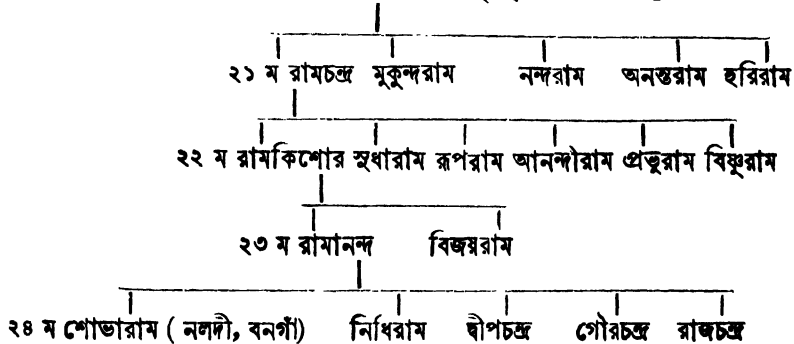 ২১ ম রামচন্দ্র মুকুন্দরাম নন্দরাম অনন্তরাম হরিরাম
২২ ম রামকিশোর সুধারাম রূপরাম আনন্দীরাম প্রভুরাম বিষ্ণুরাম
২৩ ম রামানন্দ বিজয়রাম
২৪ ম শোভারাম ( নলদী, বনগাঁ) নিধিরাম দ্বীপচন্দ্র গৌরচন্দ্র রাজচন্দ্র